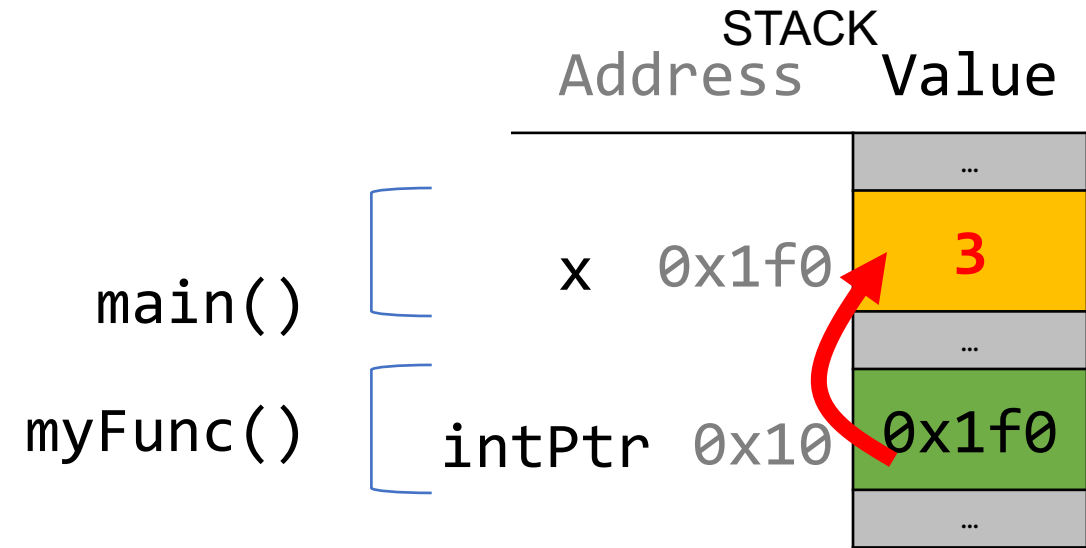 STACK
Address Value
…
x 0x1f0 3
main()
…
myFunc() intPtr 0x10 0x1f0
…